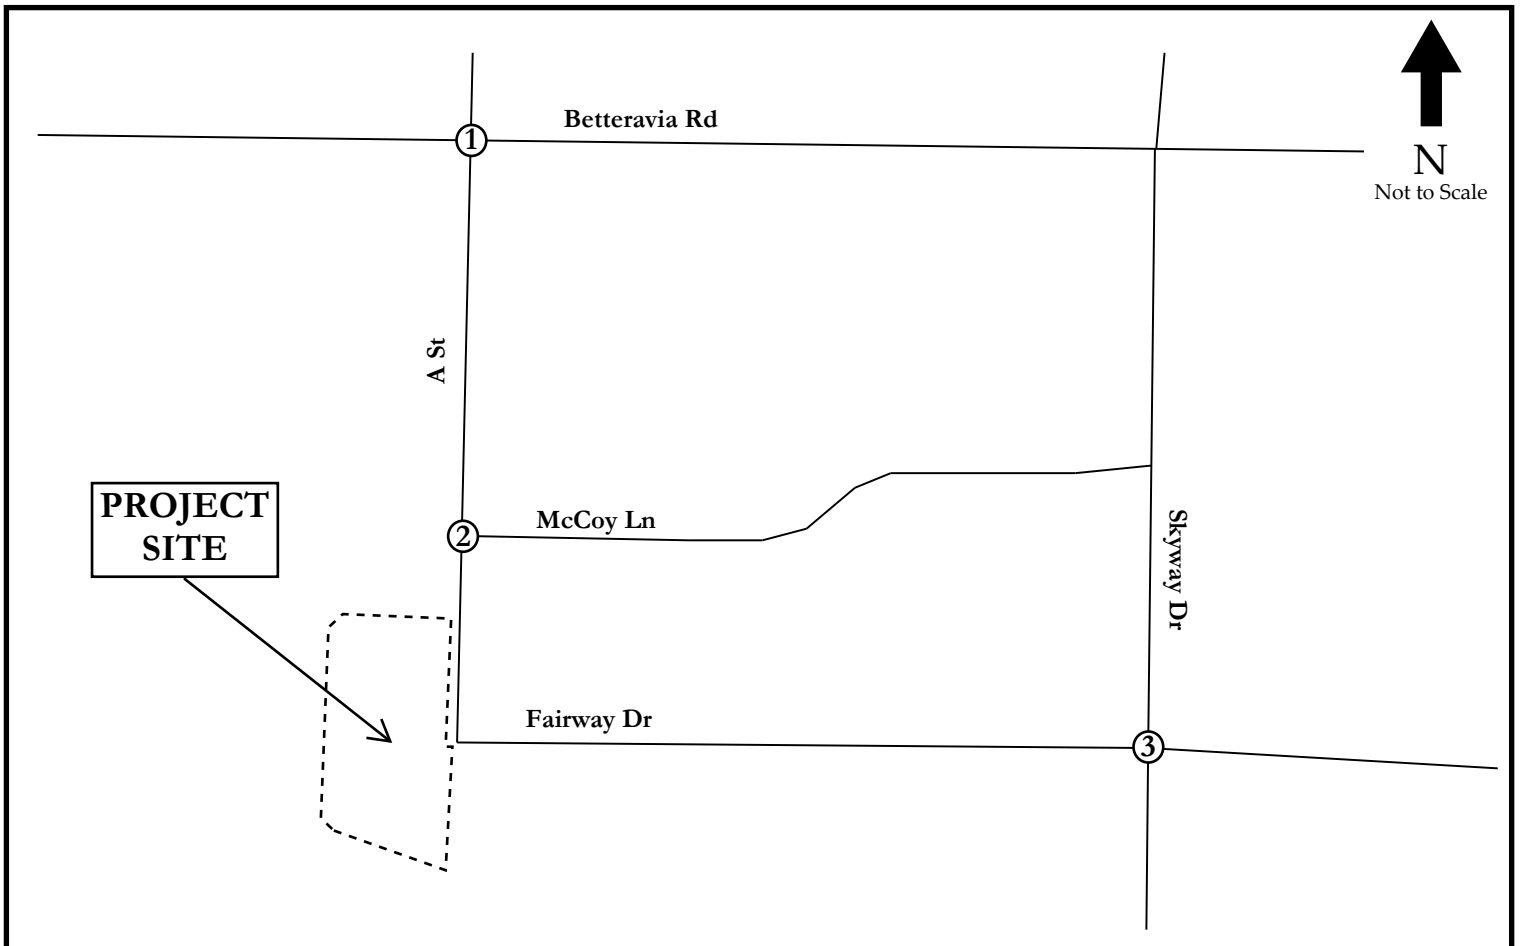 Betteravia Rd
1
N
Not to Scale
A St
PROJECT
SITE
2
McCoy Ln
Skyway Dr
Fairway Dr
3